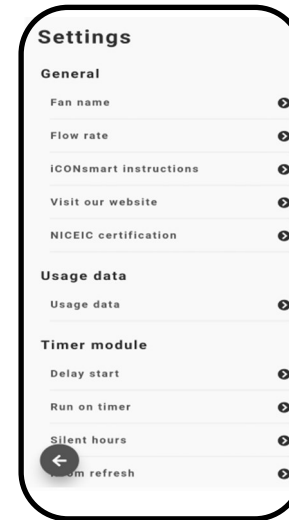 Settings
General
Fan name
Flow rate
iCONsmart instructions
Visit our website
NICEIC certification
Usage data
Usage data
Timer module
Delay start
Run on timer
Silent hours
refresh